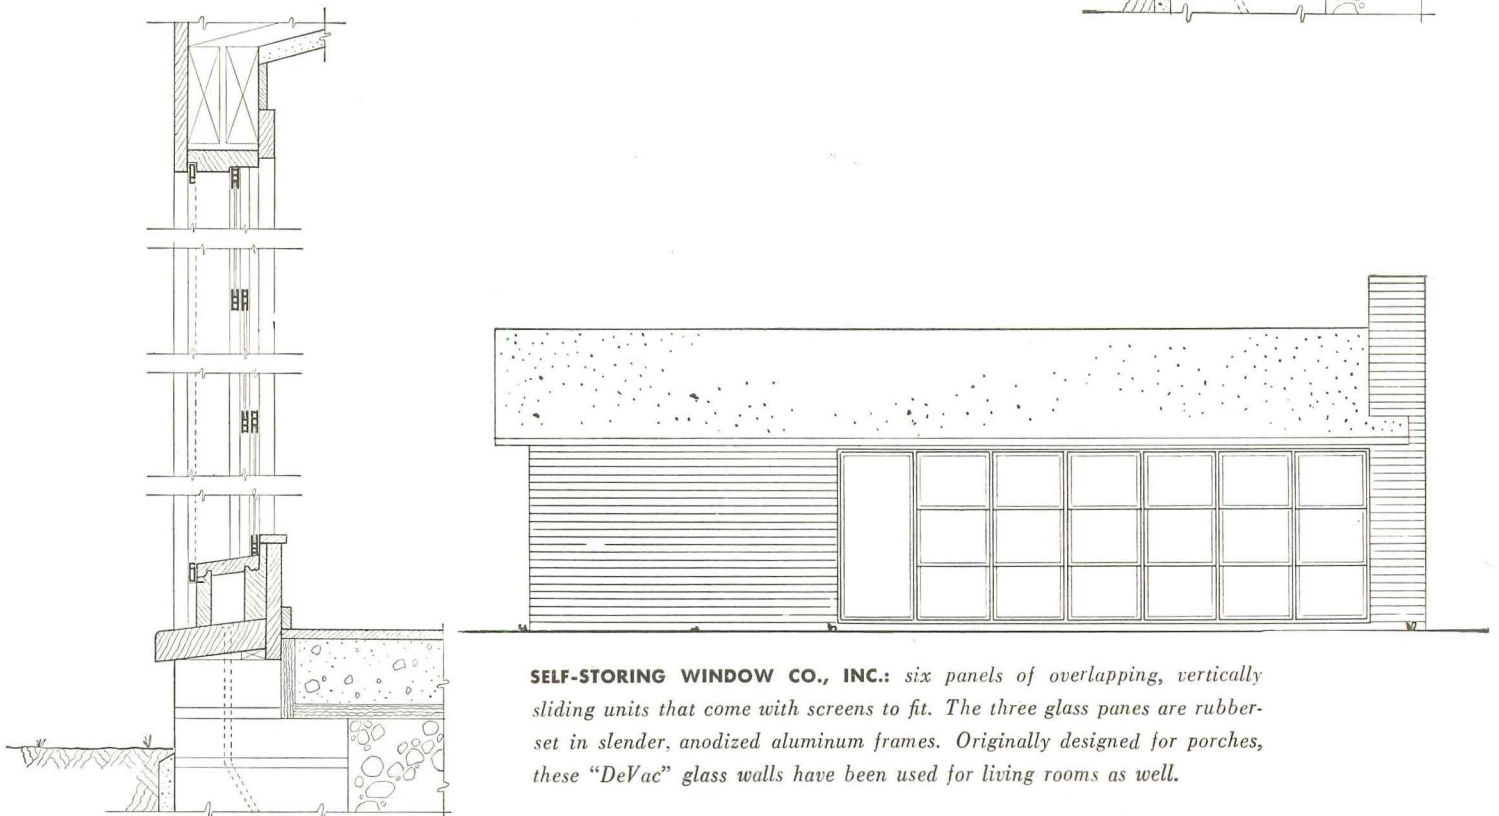 SELF-STORING WINDOW CO., INC.: six panels of overlapping, vertically
sliding units that come with screens to fit. The three glass panes are rubber-
set in slender, anodized aluminum frames. Originally designed for porches,
these “DeVac” glass walls have been used for living rooms as well.